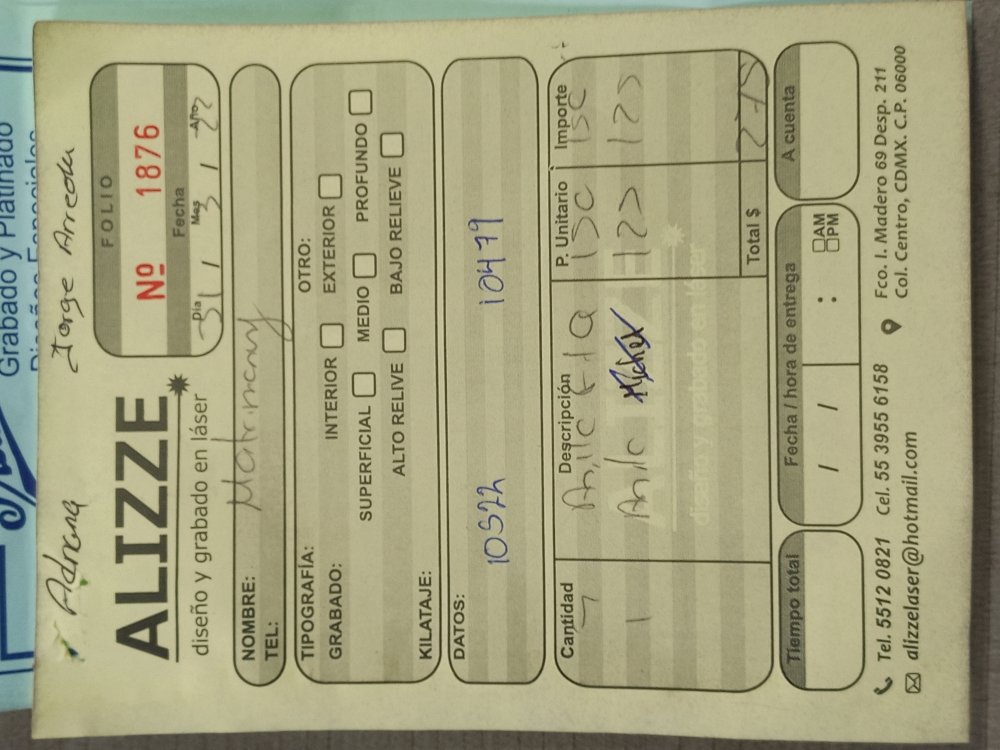 Grabado y Platinado
Adriana Jorge Arreola
ALIZZE
diseño y grabado en láser
FOLIO
Nº 1876
Fecha
Día Mes Año
31 / 3 / 22
NOMBRE: Matrimony
TEL:
TIPOGRAFÍA: OTRO:
GRABADO: INTERIOR EXTERIOR
SUPERFICIAL MEDIO PROFUNDO
ALTO RELIVE BAJO RELIEVE
KILATAJE:
DATOS:
10522 10479
Cantidad Descripción P. Unitario Importe
1
1 Anilo 125 125
diseño y grabado en láser
Total $ 275
Tiempo total Fecha / hora de entrega A cuenta
/ / : AM
PM
Tel. 5512 0821 Cel. 55 3955 6158 Fco. I. Madero 69 Desp. 211
alizzelaser@hotmail.com Col. Centro, CDMX. C.P. 06000